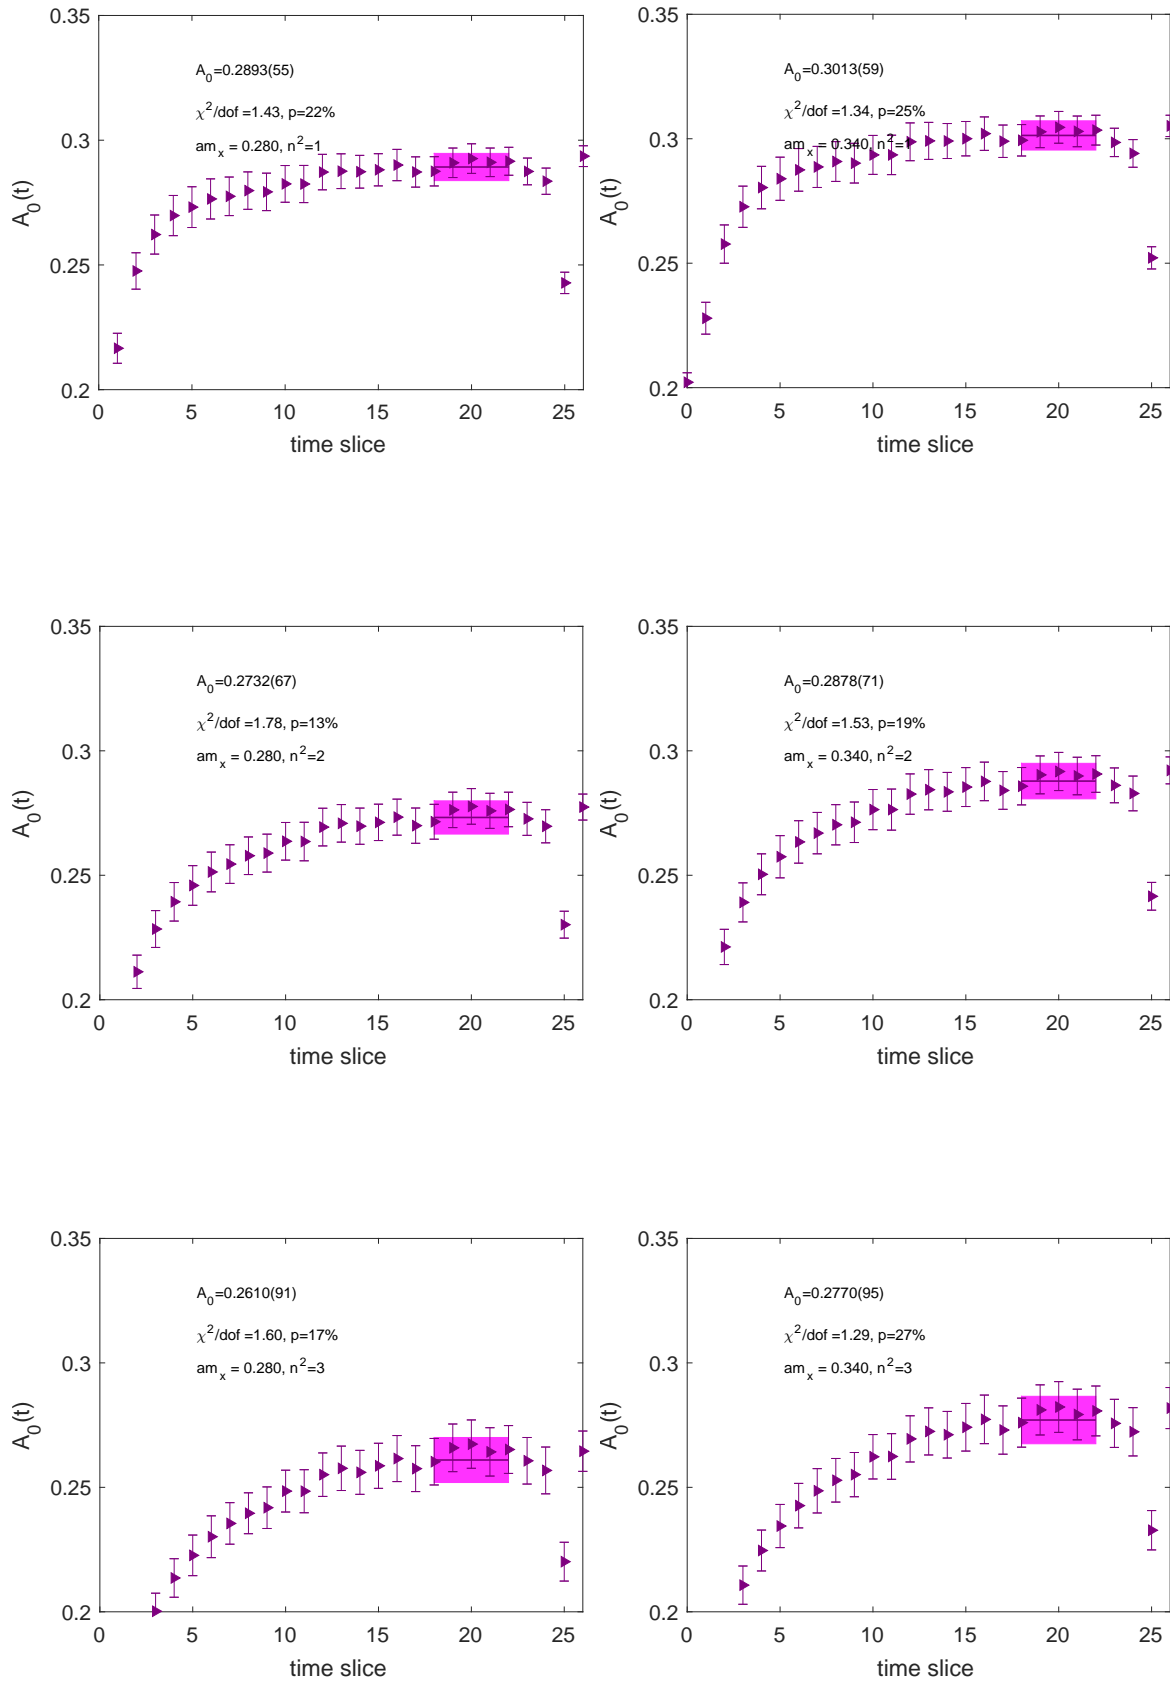 0.35
0.3
0.25
0.2
A0(t)
A0=0.2893(55)
χ2/dof =1.43, p=22%
amx = 0.280, n2=1
0 5 10 15 20 25
time slice
0.35
0.3
0.25
0.2
A0(t)
A0=0.3013(59)
χ2/dof =1.34, p=25%
amx = 0.340, n2=1
0 5 10 15 20 25
time slice
0.35
0.3
0.25
0.2
A0(t)
A0=0.2732(67)
χ2/dof =1.78, p=13%
amx = 0.280, n2=2
0 5 10 15 20 25
time slice
0.35
0.3
0.25
0.2
A0(t)
A0=0.2878(71)
χ2/dof =1.53, p=19%
amx = 0.340, n2=2
0 5 10 15 20 25
time slice
0.35
0.3
0.25
0.2
A0(t)
A0=0.2610(91)
χ2/dof =1.60, p=17%
amx = 0.280, n2=3
0 5 10 15 20 25
time slice
0.35
0.3
0.25
0.2
A0(t)
A0=0.2770(95)
χ2/dof =1.29, p=27%
amx = 0.340, n2=3
0 5 10 15 20 25
time slice